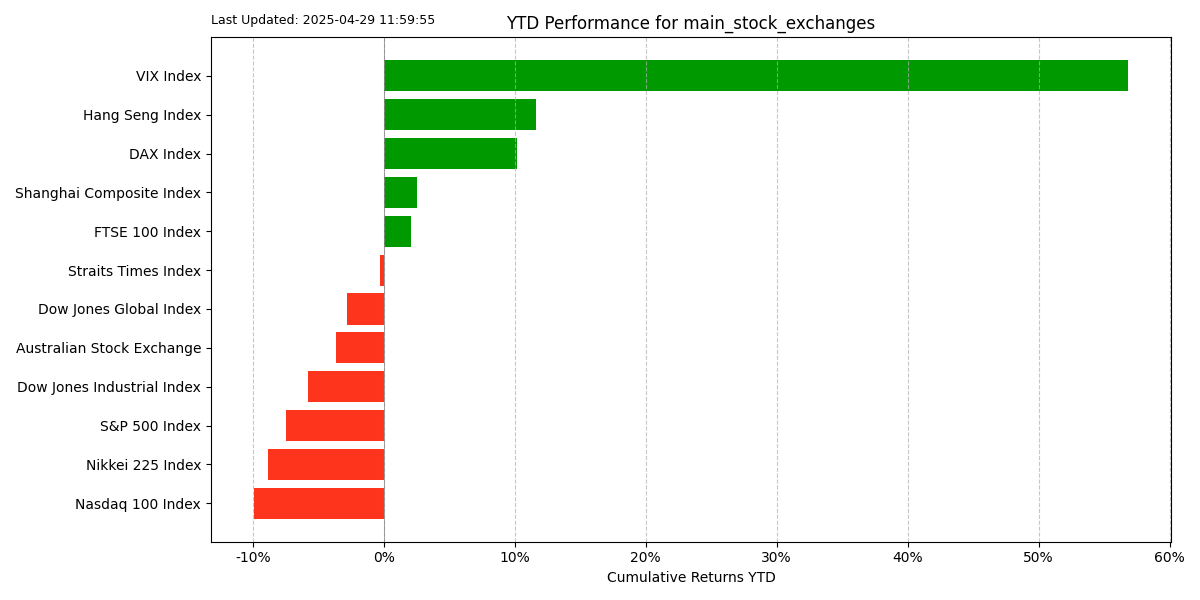 Last Updated: 2025-04-29 11:59:55
YTD Performance for main_stock_exchanges
VIX Index
Hang Seng Index
DAX Index
Shanghai Composite Index
FTSE 100 Index
Straits Times Index
Dow Jones Global Index
Australian Stock Exchange
Dow Jones Industrial Index
S&P 500 Index
Nikkei 225 Index
Nasdaq 100 Index
-10% 0% 10% 20% 30% 40% 50% 60%
Cumulative Returns YTD